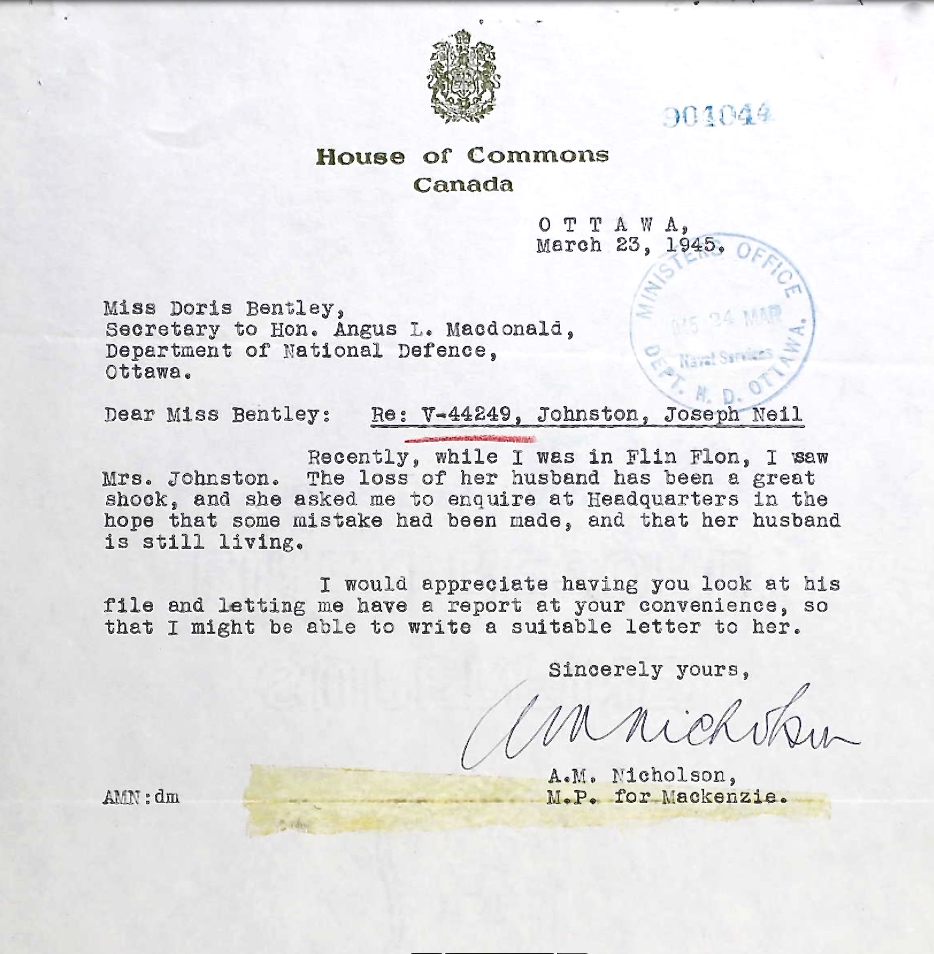 901044
House of Commons
Canada
O T T A W A,
March 23, 1945.
MINISTERS OFFICE
1945 24 MAR
Naval Services
DEPT. N. D. OTTAWA.
Miss Doris Bentley,
Secretary to Hon. Angus L. Macdonald,
Department of National Defence,
Ottawa.
Dear Miss Bentley: Re: V-44249, Johnston, Joseph Neil
Recently, while I was in Flin Flon, I saw
Mrs. Johnston. The loss of her husband has been a great
shock, and she asked me to enquire at Headquarters in the
hope that some mistake had been made, and that her husband
is still living.
I would appreciate having you look at his
file and letting me have a report at your convenience, so
that I might be able to write a suitable letter to her.
Sincerely yours,
AM Nicholson
A.M. Nicholson,
AMN:dm M.P. for Mackenzie.